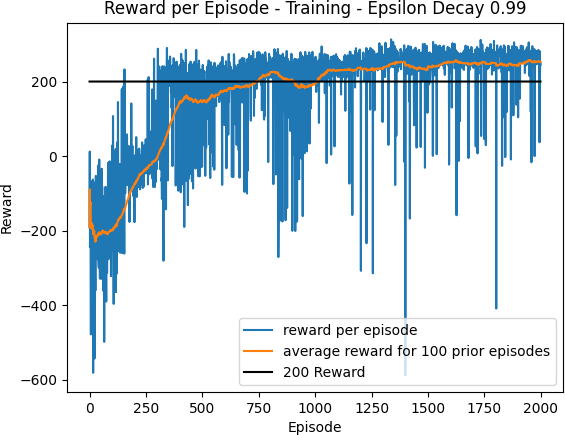 Reward per Episode - Training - Epsilon Decay 0.99
Reward
200
0
−200
−400
−600
reward per episode
average reward for 100 prior episodes
200 Reward
0
250
500
750
1000
1250
1500
1750
2000
Episode